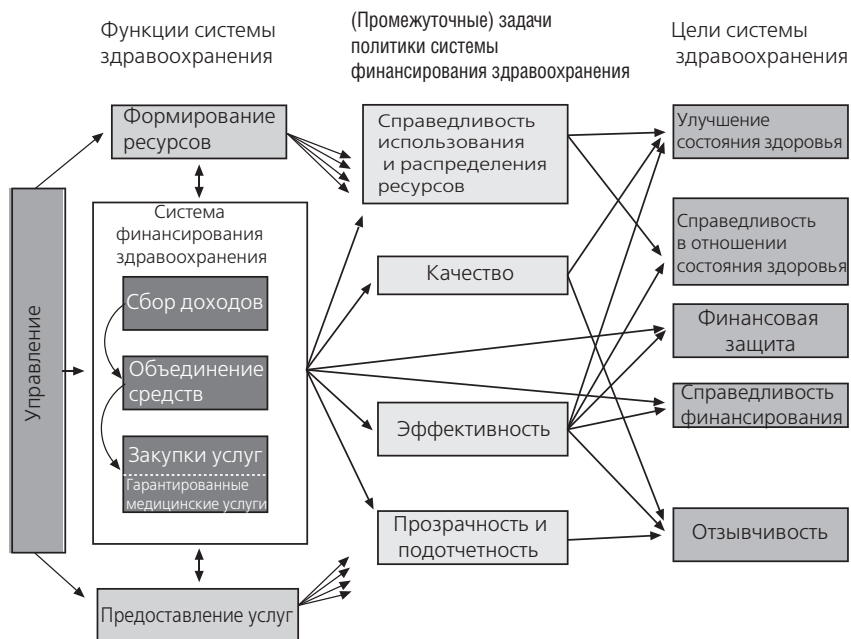 Функции системы
здравоохранения
(Промежуточные) задачи
политики системы
финансирования здравоохранения
Цели системы
здравоохранения
Управление
Формирование
ресурсов
Система
финансирования
здравоохранения
Сбор доходов
Объединение
средств
Закупки услуг
Гарантированные
медицинские услуги
Предоставление услуг
Справедливость
использования
и распределения
ресурсов
Качество
Эффективность
Прозрачность и
подотчетность
Улучшение
состояния здоровья
Справедливость
в отношении
состояния здоровья
Финансовая
защита
Справедливость
финансирования
Отзывчивость